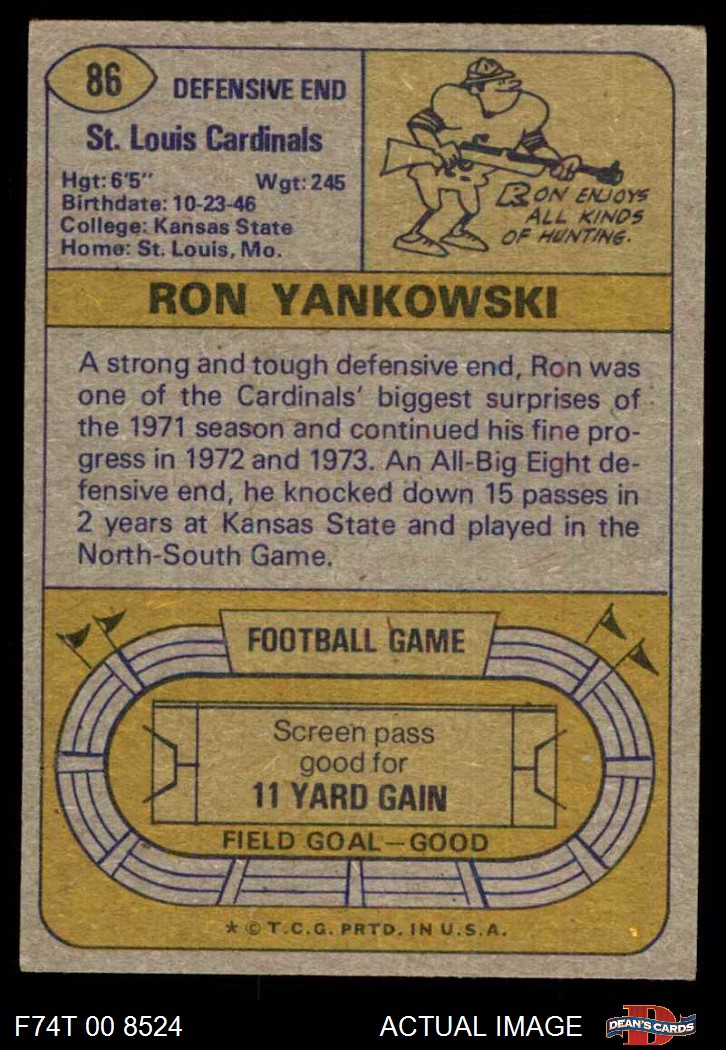 86
DEFENSIVE END
St. Louis Cardinals
Hgt: 6'5" Wgt: 245
Birthdate: 10-23-46
College: Kansas State
Home: St. Louis, Mo.
RON ENJOYS
ALL KINDS
OF HUNTING.
RON YANKOWSKI
A strong and tough defensive end, Ron was
one of the Cardinals' biggest surprises of
the 1971 season and continued his fine pro-
gress in 1972 and 1973. An All-Big Eight de-
fensive end, he knocked down 15 passes in
2 years at Kansas State and played in the
North-South Game.
FOOTBALL GAME
Screen pass
good for
11 YARD GAIN
FIELD GOAL—GOOD
* © T.C.G. PRTD. IN U.S.A.
F74T 00 8524
ACTUAL IMAGE
D
DEAN'S CARDS